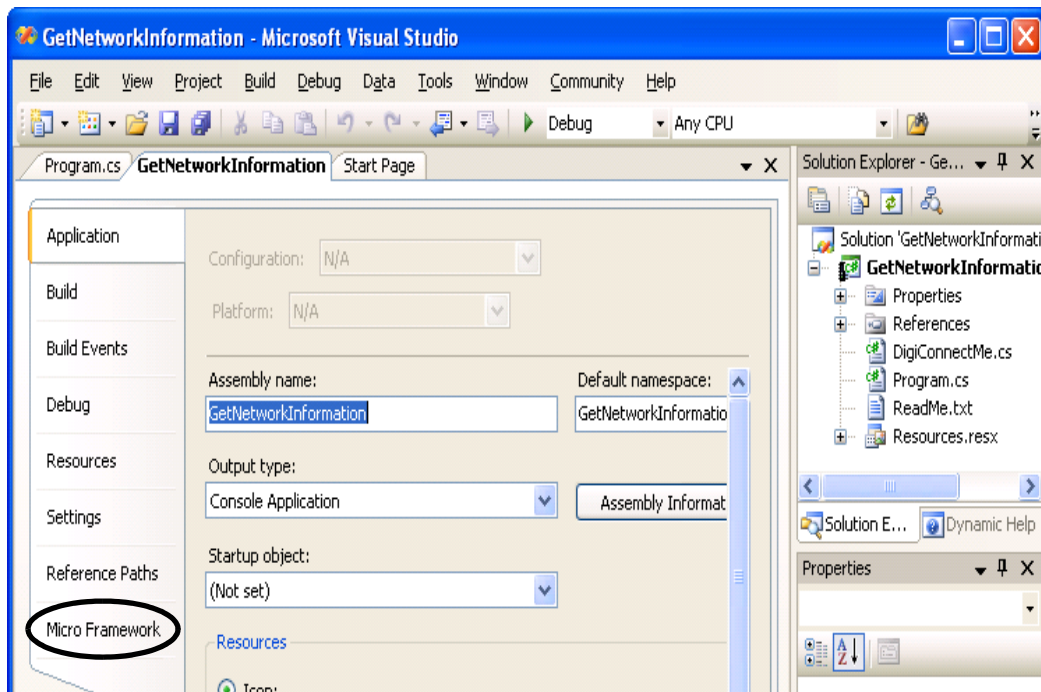 GetNetworkInformation - Microsoft Visual Studio
File Edit View Project Build Debug Data Tools Window Community Help
Debug Any CPU
Program.cs GetNetworkInformation Start Page
Application
Build
Build Events
Debug
Resources
Settings
Reference Paths
Micro Framework
Configuration: N/A
Platform: N/A
Assembly name:
GetNetworkInformation
Default namespace:
GetNetworkInformatio
Output type:
Console Application
Assembly Informat
Startup object:
(Not set)
Resources
Icon:
Solution Explorer - Ge...
Solution 'GetNetworkInformati
GetNetworkInformatio
Properties
References
DigiConnectMe.cs
Program.cs
ReadMe.txt
Resources.resx
Solution E... Dynamic Help
Properties